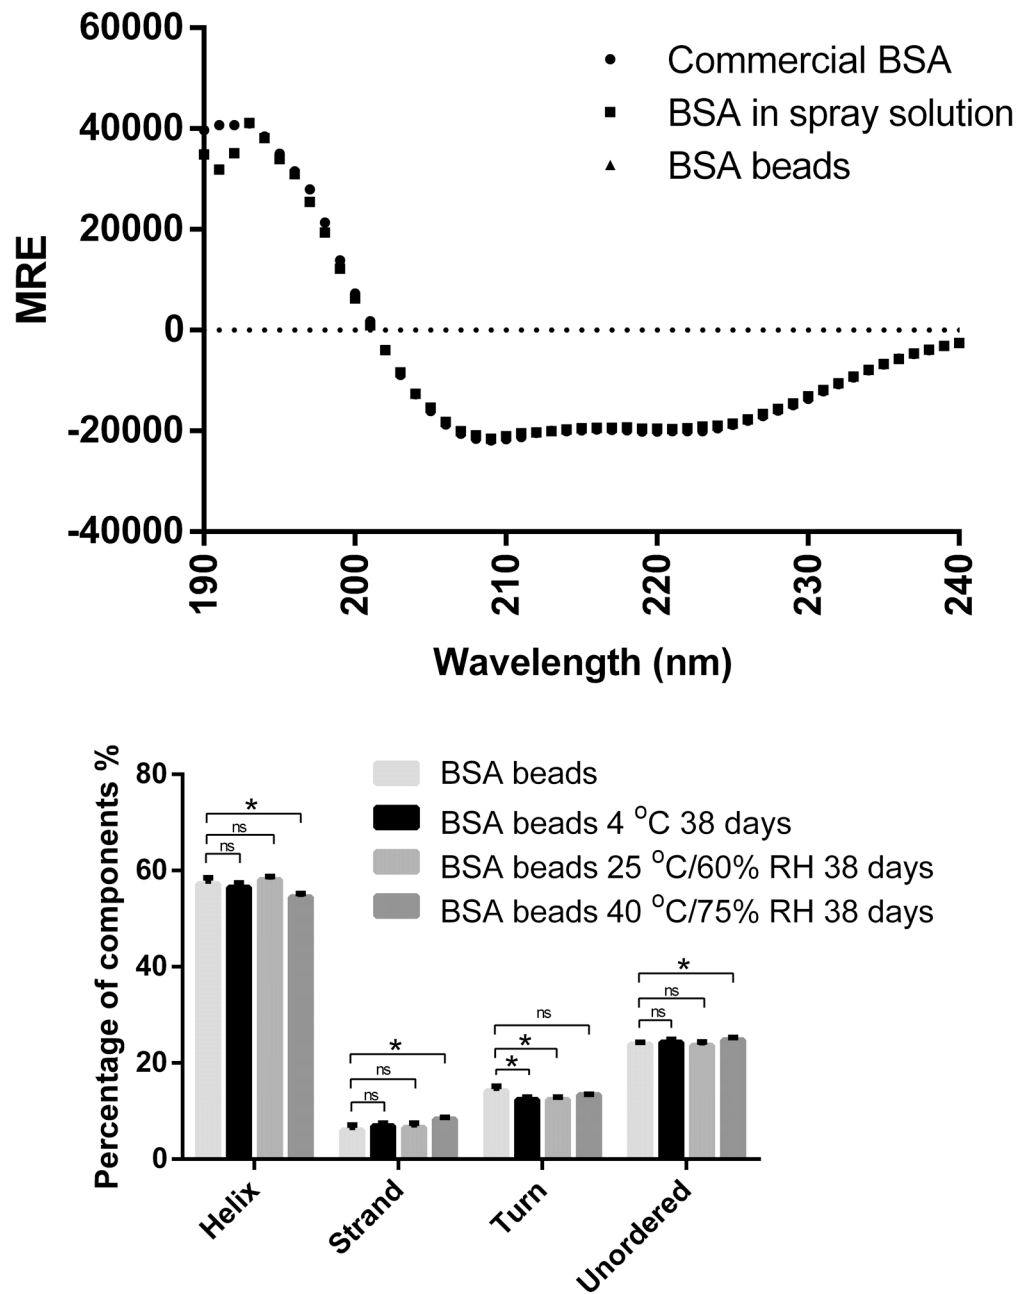 60000
40000
20000
0
-20000
-40000
MRE
Commercial BSA
BSA in spray solution
BSA beads
190
200
210
220
230
240
Wavelength (nm)
Percentage of components %
80
60
40
20
0
BSA beads
BSA beads 4 °C 38 days
BSA beads 25 °C/60% RH 38 days
BSA beads 40 °C/75% RH 38 days
*
ns
ns
*
ns
ns
ns
*
*
*
ns
ns
Helix
Strand
Turn
Unordered